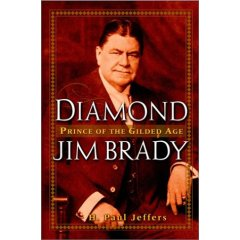 DIAMOND
PRINCE OF THE GILDED AGE
JIM BRADY
H. Paul Jeffers